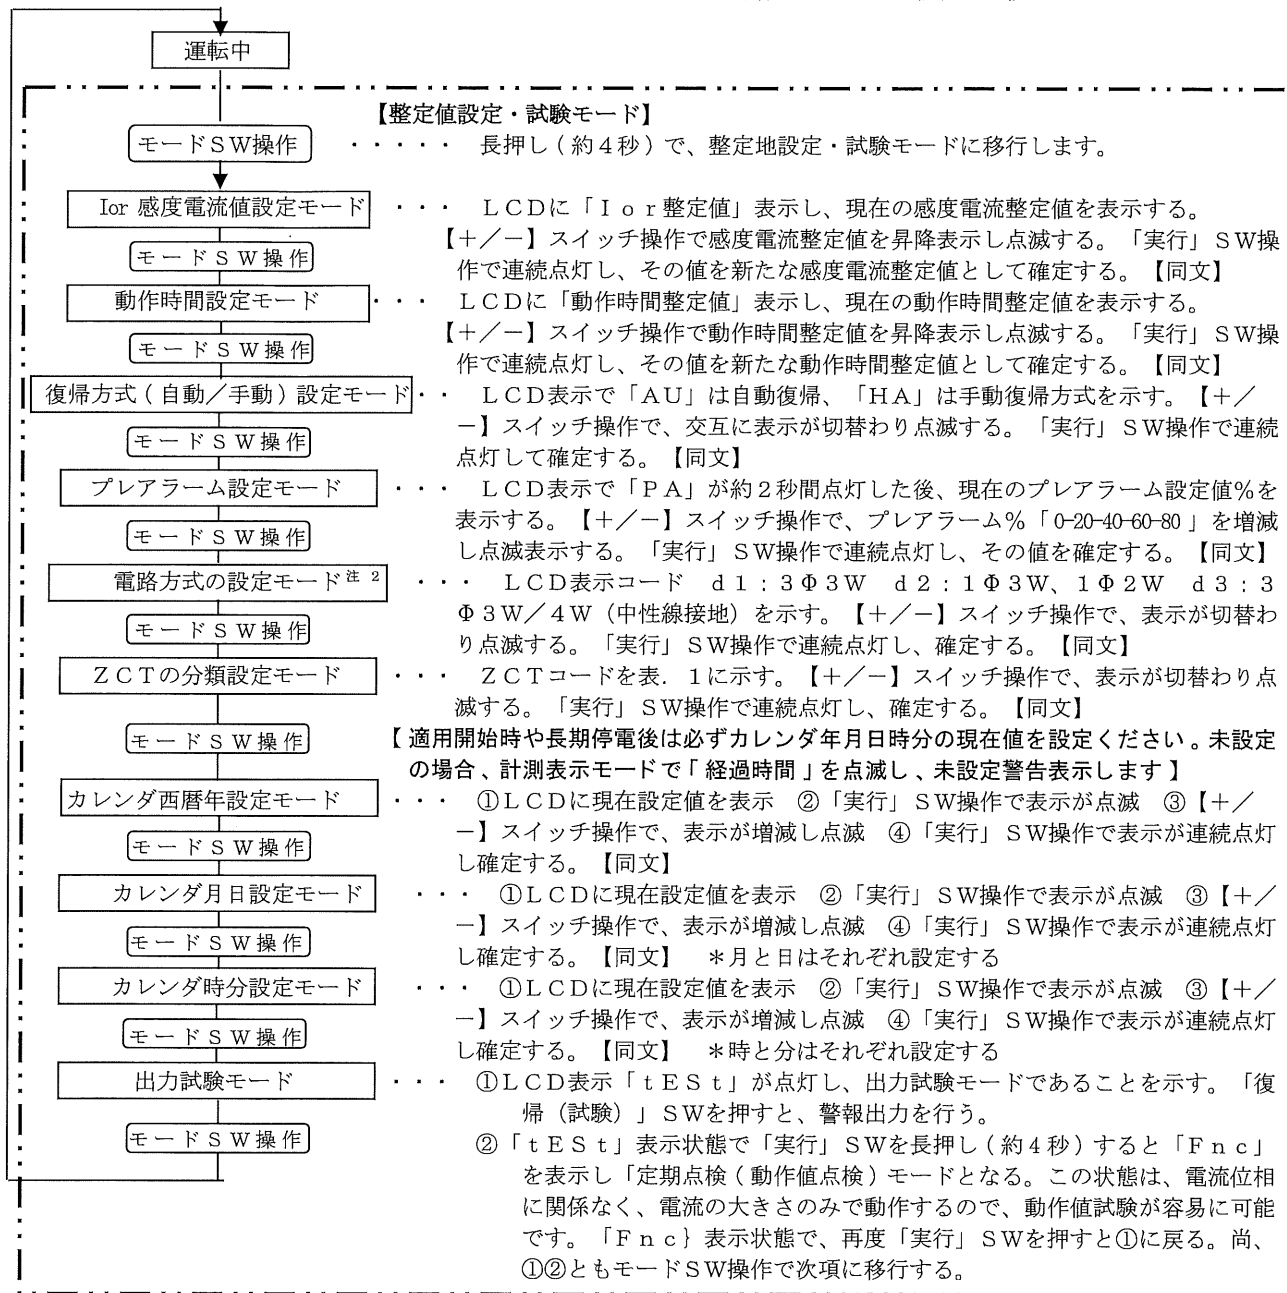 運転中
【整定値設定・試験モード】
モードSW操作 ・・・・・ 長押し(約4秒)で、整定地設定・試験モードに移行します。
Ior 感度電流値設定モード ・・・ LCDに「Ior整定値」表示し、現在の感度電流整定値を表示する。
【+/-】スイッチ操作で感度電流整定値を昇降表示し点滅する。「実行」SW操
モードSW操作 作で連続点灯し、その値を新たな感度電流整定値として確定する。【同文】
動作時間設定モード ・・・ LCDに「動作時間整定値」表示し、現在の動作時間整定値を表示する。
【+/-】スイッチ操作で動作時間整定値を昇降表示し点滅する。「実行」SW操
モードSW操作 作で連続点灯し、その値を新たな動作時間整定値として確定する。【同文】
復帰方式(自動/手動)設定モード ・・ LCD表示で「AU」は自動復帰、「HA」は手動復帰方式を示す。【+/
-】スイッチ操作で、交互に表示が切替わり点滅する。「実行」SW操作で連続
モードSW操作 点灯して確定する。【同文】
プレアラーム設定モード ・・・ LCD表示で「PA」が約2秒間点灯した後、現在のプレアラーム設定値%を
表示する。【+/-】スイッチ操作で、プレアラーム%「0-20-40-60-80」を増減
モードSW操作 し点滅表示する。「実行」SW操作で連続点灯し、その値を確定する。【同文】
電路方式の設定モード注2 ・・・ LCD表示コード d1:3Φ3W d2:1Φ3W、1Φ2W d3:3
Φ3W/4W(中性線接地)を示す。【+/-】スイッチ操作で、表示が切替わ
モードSW操作 り点滅する。「実行」SW操作で連続点灯し、確定する。【同文】
ZCTの分類設定モード ・・・ ZCTコードを表.1に示す。【+/-】スイッチ操作で、表示が切替わり点
滅する。「実行」SW操作で連続点灯し、確定する。【同文】
モードSW操作 【適用開始時や長期停電後は必ずカレンダ年月日時分の現在値を設定ください。未設定
の場合、計測表示モードで「経過時間」を点滅し、未設定警告表示します】
カレンダ西暦年設定モード ・・・ ①LCDに現在設定値を表示 ②「実行」SW操作で表示が点滅 ③【+/
-】スイッチ操作で、表示が増減し点滅 ④「実行」SW操作で表示が連続点灯
モードSW操作 し確定する。【同文】
カレンダ月日設定モード ・・・ ①LCDに現在設定値を表示 ②「実行」SW操作で表示が点滅 ③【+/
-】スイッチ操作で、表示が増減し点滅 ④「実行」SW操作で表示が連続点灯
モードSW操作 し確定する。【同文】 *月と日はそれぞれ設定する
カレンダ時分設定モード ・・・ ①LCDに現在設定値を表示 ②「実行」SW操作で表示が点滅 ③【+/
-】スイッチ操作で、表示が増減し点滅 ④「実行」SW操作で表示が連続点灯
モードSW操作 し確定する。【同文】 *時と分はそれぞれ設定する
出力試験モード ・・・ ①LCD表示「tESt」が点灯し、出力試験モードであることを示す。「復
帰(試験)」SWを押すと、警報出力を行う。
モードSW操作 ②「tESt」表示状態で「実行」SWを長押し(約4秒)すると「Fnc」
を表示し「定期点検(動作値点検)モードとなる。この状態は、電流位相
に関係なく、電流の大きさのみで動作するので、動作値試験が容易に可能
です。「Fnc}表示状態で、再度「実行」SWを押すと①に戻る。尚、
①②ともモードSW操作で次項に移行する。